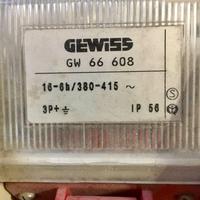 GEWISS
GW 66 608
16-6h/380-415 ~
3P+⏚ IP 56
S